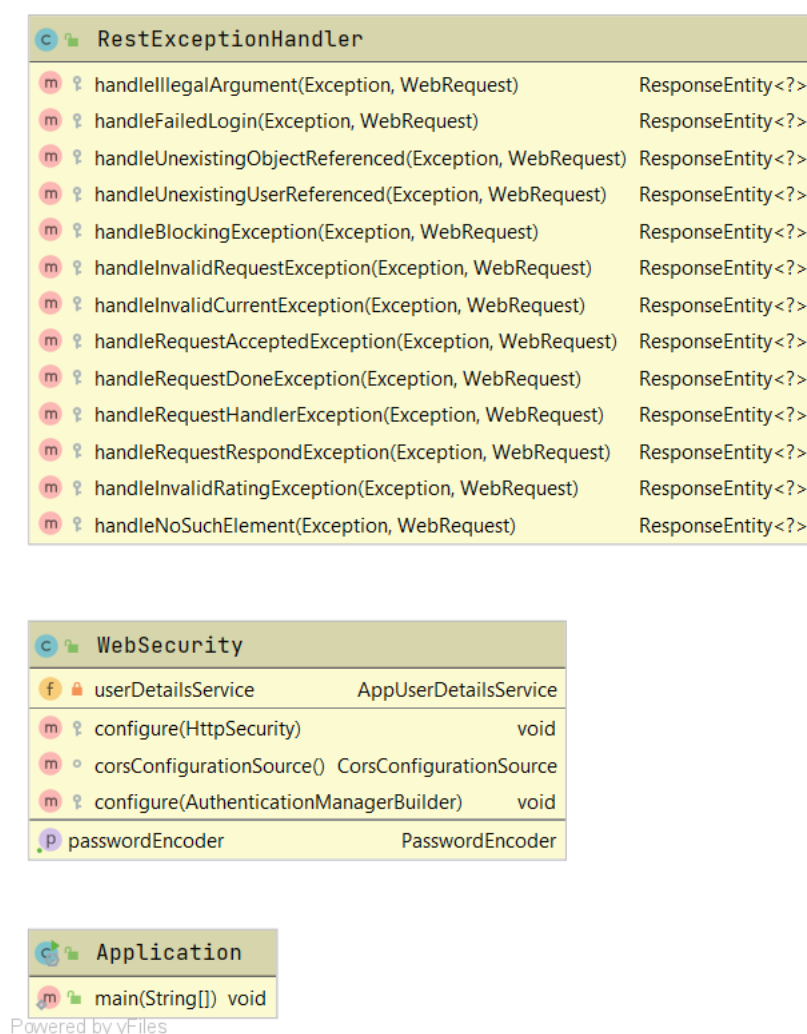 RestExceptionHandler
handleIllegalArgument(Exception, WebRequest) ResponseEntity<?>
handleFailedLogin(Exception, WebRequest) ResponseEntity<?>
handleUnexistingObjectReferenced(Exception, WebRequest) ResponseEntity<?>
handleUnexistingUserReferenced(Exception, WebRequest) ResponseEntity<?>
handleBlockingException(Exception, WebRequest) ResponseEntity<?>
handleInvalidRequestException(Exception, WebRequest) ResponseEntity<?>
handleInvalidCurrentException(Exception, WebRequest) ResponseEntity<?>
handleRequestAcceptedException(Exception, WebRequest) ResponseEntity<?>
handleRequestDoneException(Exception, WebRequest) ResponseEntity<?>
handleRequestHandlerException(Exception, WebRequest) ResponseEntity<?>
handleRequestRespondException(Exception, WebRequest) ResponseEntity<?>
handleInvalidRatingException(Exception, WebRequest) ResponseEntity<?>
handleNoSuchElement(Exception, WebRequest) ResponseEntity<?>
WebSecurity
userDetailsService AppUserDetailsService
configure(HttpSecurity) void
corsConfigurationSource() CorsConfigurationSource
configure(AuthenticationManagerBuilder) void
passwordEncoder PasswordEncoder
Application
main(String[]) void
Powered by yFiles